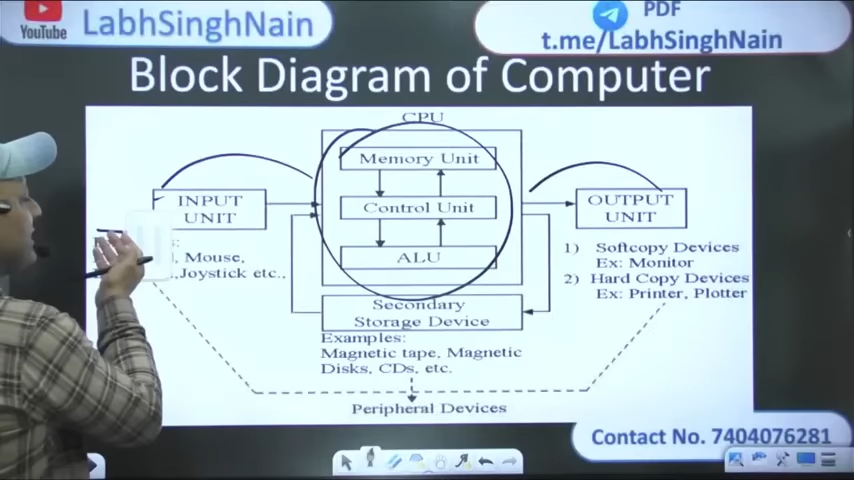 YouTube
LabhSinghNain
PDF
t.me/LabhSinghNain
Block Diagram of Computer
CPU
Memory Unit
Control Unit
ALU
INPUT
UNIT
s:
, Mouse,
.,Joystick etc.,
OUTPUT
UNIT
1) Softcopy Devices
Ex: Monitor
2) Hard Copy Devices
Ex: Printer, Plotter
Secondary
Storage Device
Examples:
Magnetic tape, Magnetic
Disks, CDs, etc.
Peripheral Devices
Contact No. 7404076281